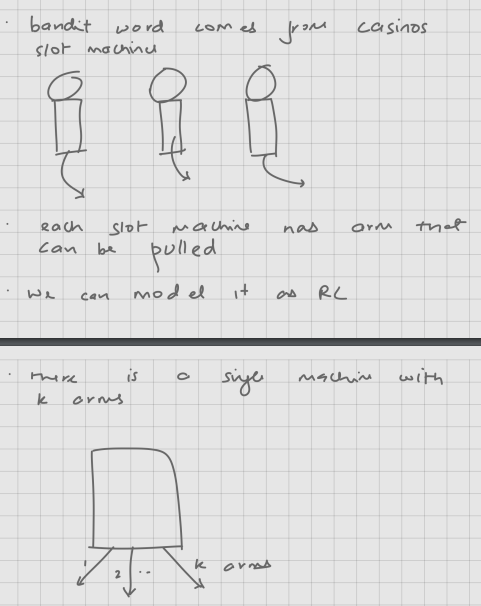 · bandit word comes from casinos
slot machines
· each slot machine has arm that
can be pulled
· we can model it as RL
· there is a single machine with
k arms
1
2
..
k arms